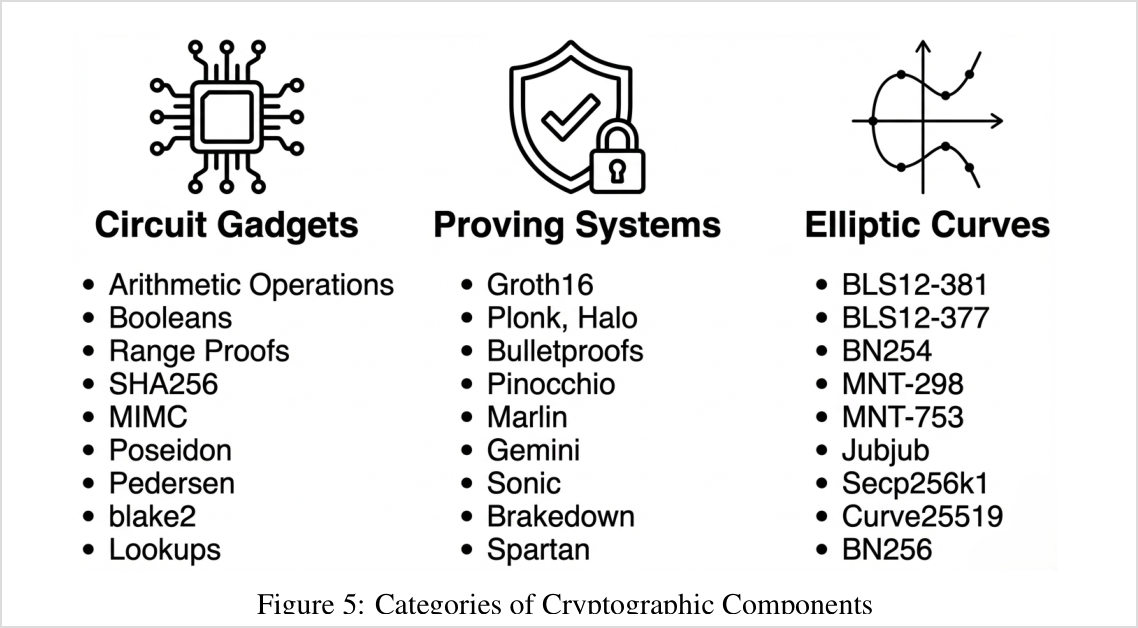 Circuit Gadgets
• Arithmetic Operations
• Booleans
• Range Proofs
• SHA256
• MIMC
• Poseidon
• Pedersen
• blake2
• Lookups
Proving Systems
• Groth16
• Plonk, Halo
• Bulletproofs
• Pinocchio
• Marlin
• Gemini
• Sonic
• Brakedown
• Spartan
Elliptic Curves
• BLS12-381
• BLS12-377
• BN254
• MNT-298
• MNT-753
• Jubjub
• Secp256k1
• Curve25519
• BN256
Figure 5: Categories of Cryptographic Components